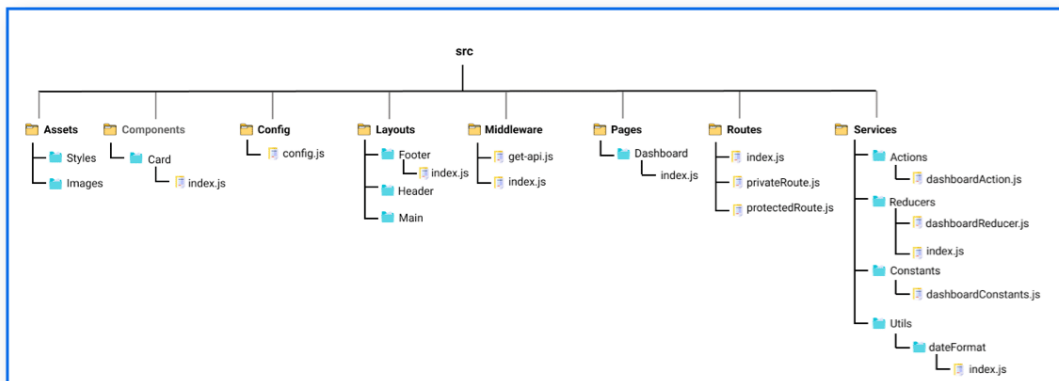 src
Assets
Styles
Images
Components
Card
index.js
Config
config.js
Layouts
Footer
index.js
Header
Main
Middleware
get-api.js
index.js
Pages
Dashboard
index.js
Routes
index.js
privateRoute.js
protectedRoute.js
Services
Actions
dashboardAction.js
Reducers
dashboardReducer.js
index.js
Constants
dashboardConstants.js
Utils
dateFormat
index.js